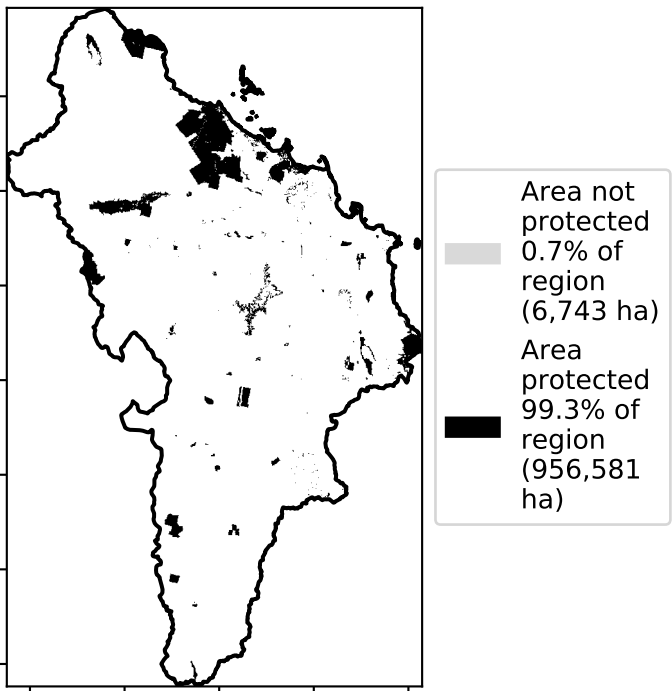 Area not
protected
0.7% of
region
(6,743 ha)
Area
protected
99.3% of
region
(956,581
ha)